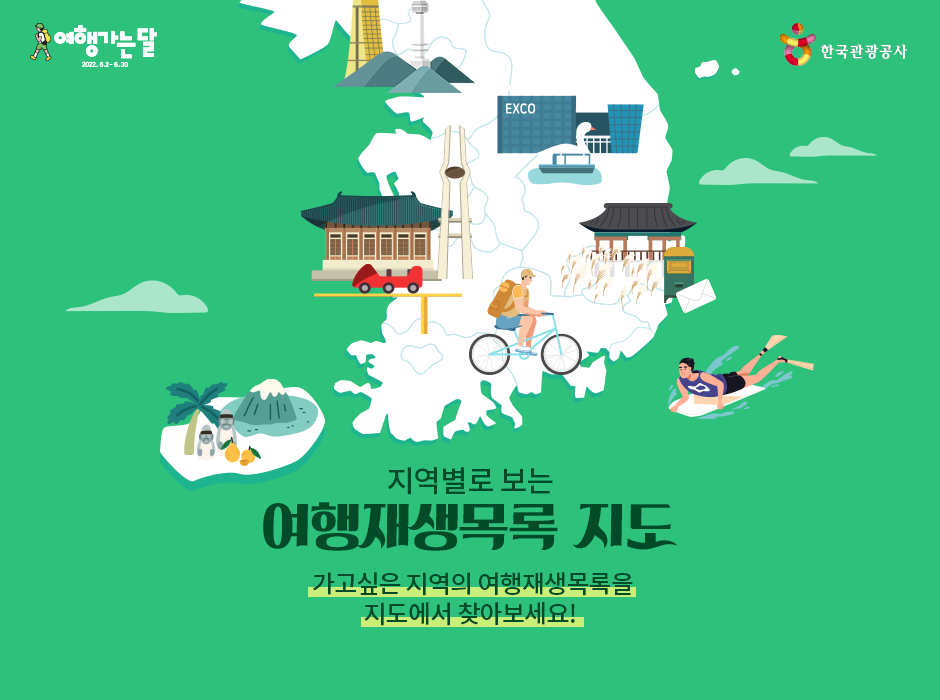 여행가는달
2022. 6.2 - 6.30
한국관광공사
EXCO
지역별로 보는
여행재생목록 지도
가고싶은 지역의 여행재생목록을
지도에서 찾아보세요!